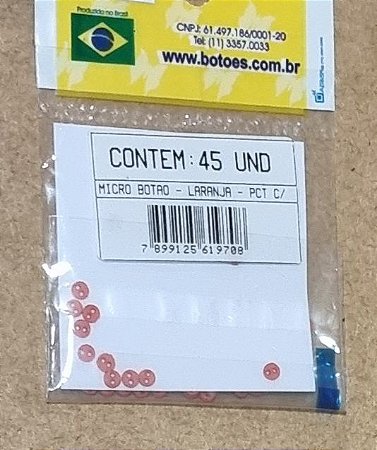 Produzido no Brasil
CNPJ: 61.497.186/0001-20
Tel: (11) 3357.0033
www.botoes.com.br
CONTEM: 45 UND
MICRO BOTAO - LARANJA - PCT C/
7 899125 619708